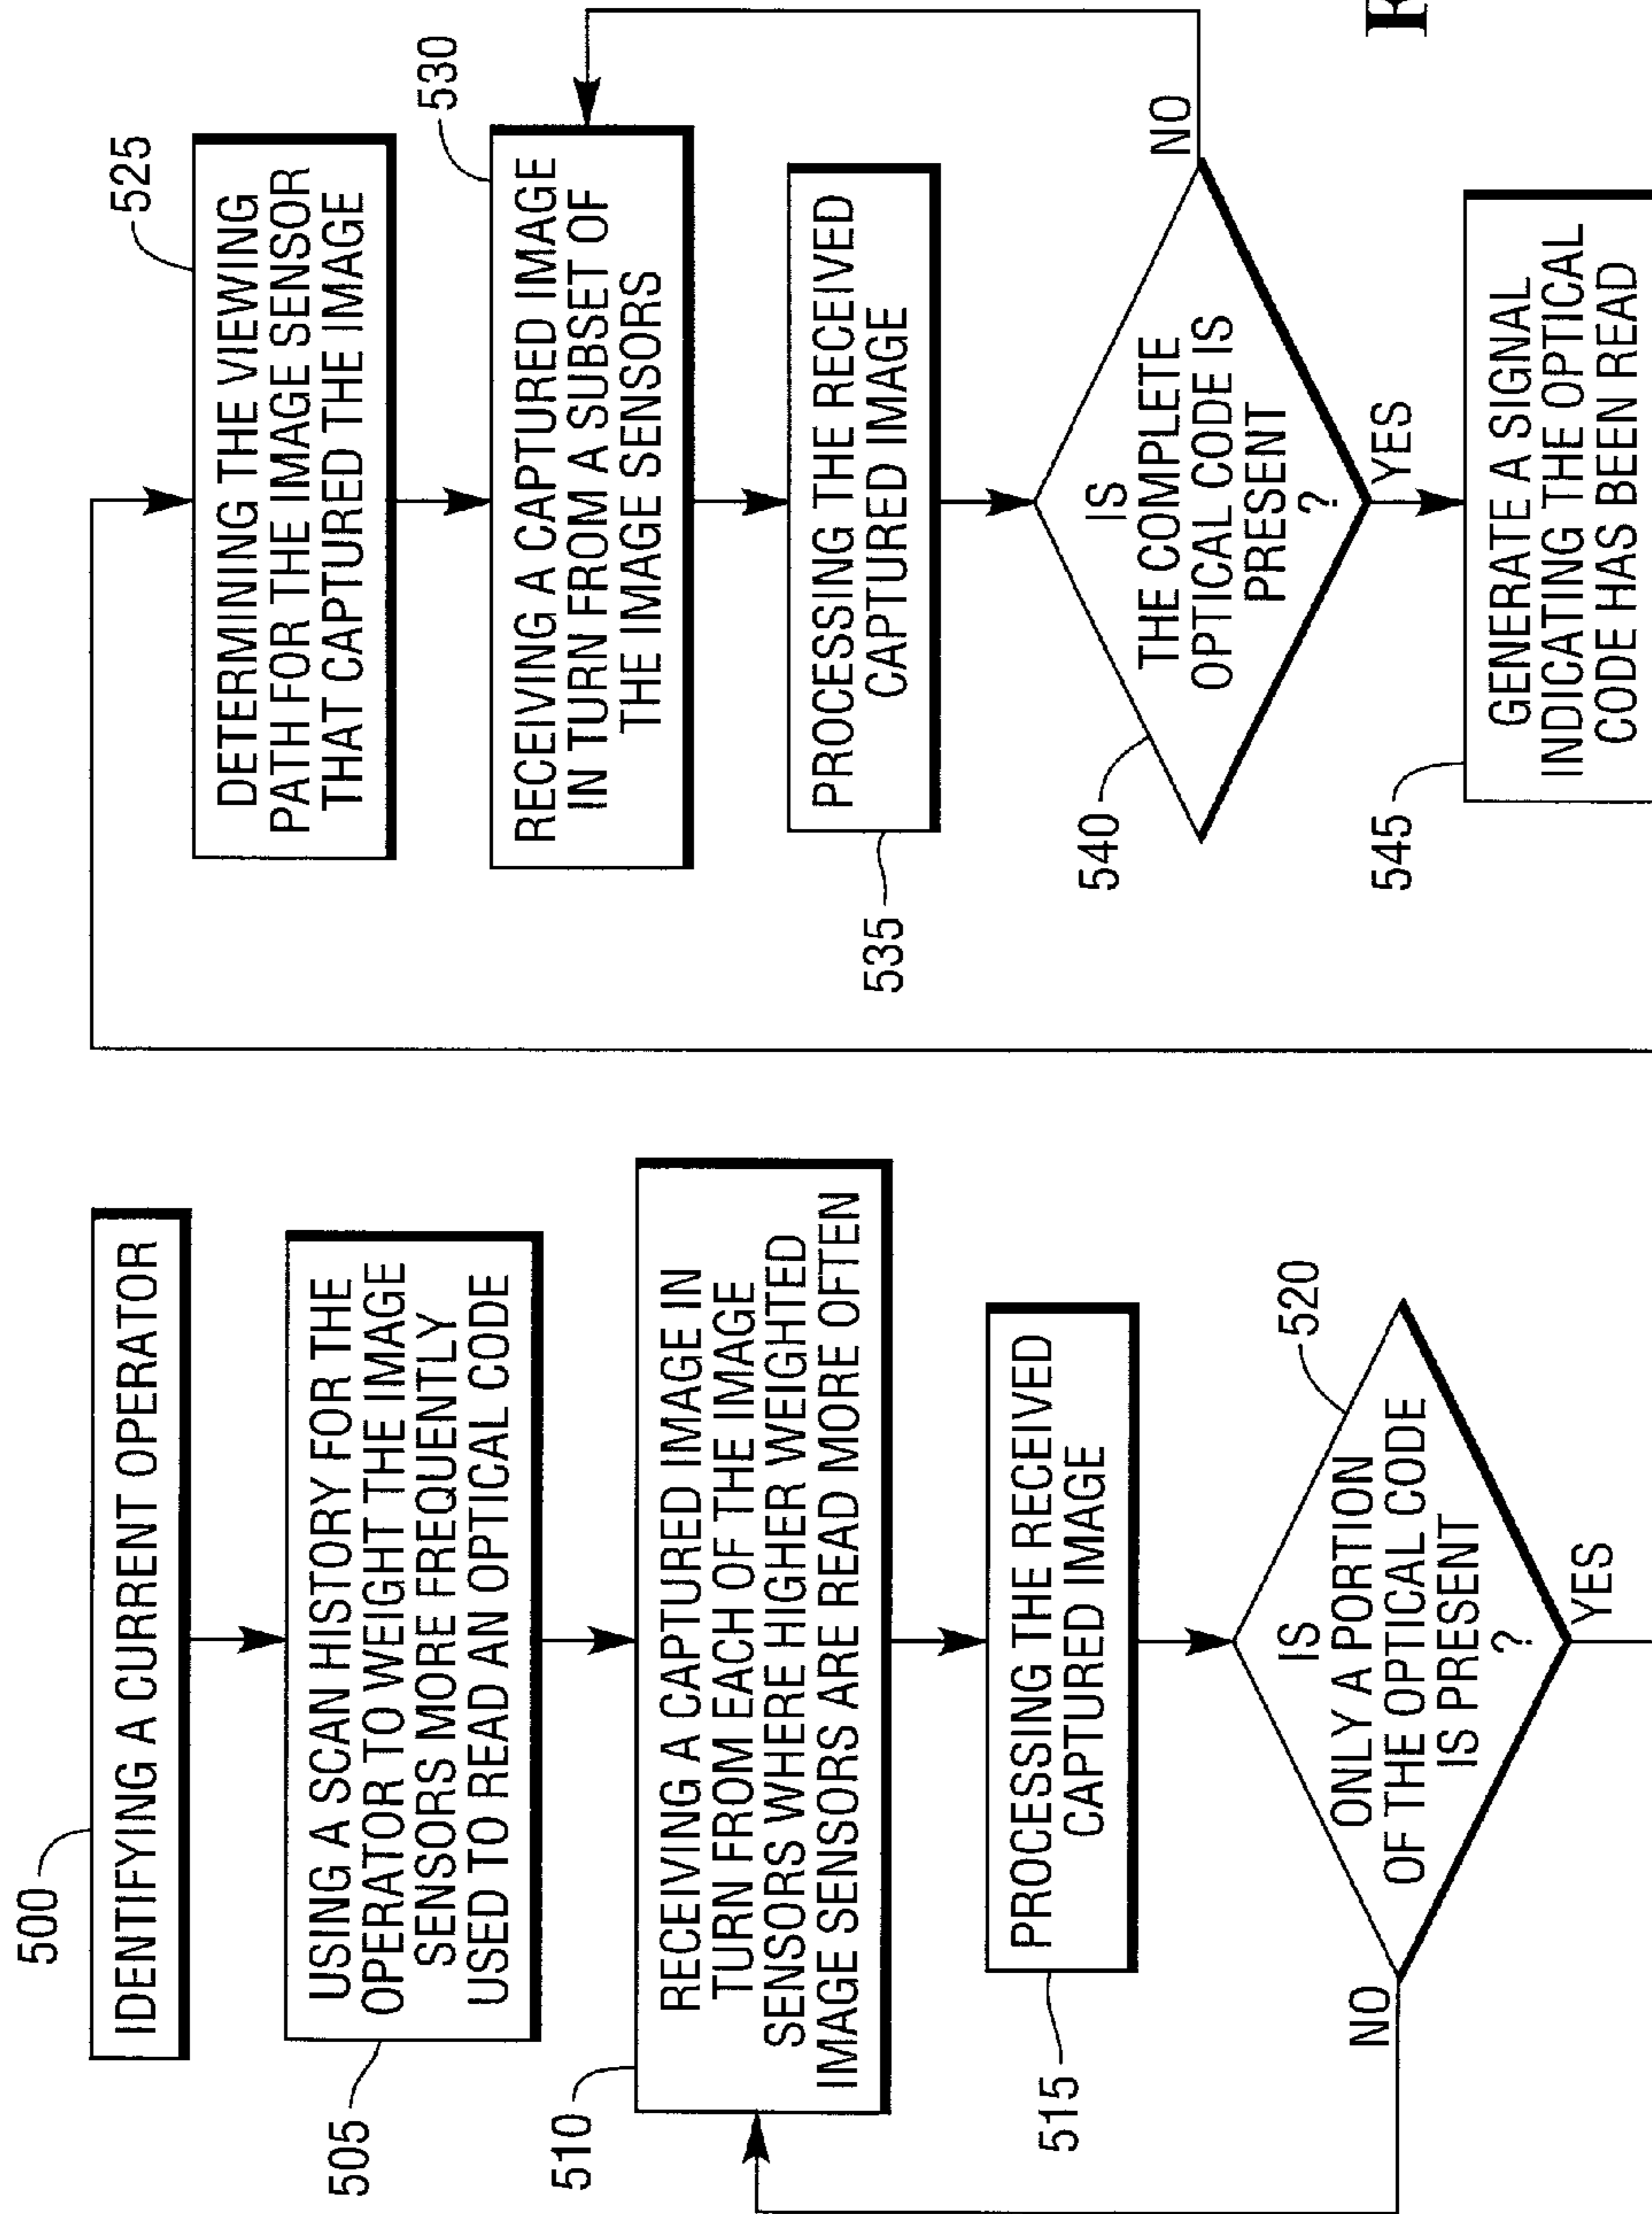 500
IDENTIFYING A CURRENT OPERATOR
505
USING A SCAN HISTORY FOR THE
OPERATOR TO WEIGHT THE IMAGE
SENSORS MORE FREQUENTLY
USED TO READ AN OPTICAL CODE
510
RECEIVING A CAPTURED IMAGE IN
TURN FROM EACH OF THE IMAGE
SENSORS WHERE HIGHER WEIGHTED
IMAGE SENSORS ARE READ MORE OFTEN
515
PROCESSING THE RECEIVED
CAPTURED IMAGE
520
IS
ONLY A PORTION
OF THE OPTICAL CODE
IS PRESENT
?
NO
YES
525
DETERMINING THE VIEWING
PATH FOR THE IMAGE SENSOR
THAT CAPTURED THE IMAGE
530
RECEIVING A CAPTURED IMAGE
IN TURN FROM A SUBSET OF
THE IMAGE SENSORS
535
PROCESSING THE RECEIVED
CAPTURED IMAGE
540
IS
THE COMPLETE
OPTICAL CODE IS
PRESENT
?
NO
YES
545
GENERATE A SIGNAL
INDICATING THE OPTICAL
CODE HAS BEEN READ